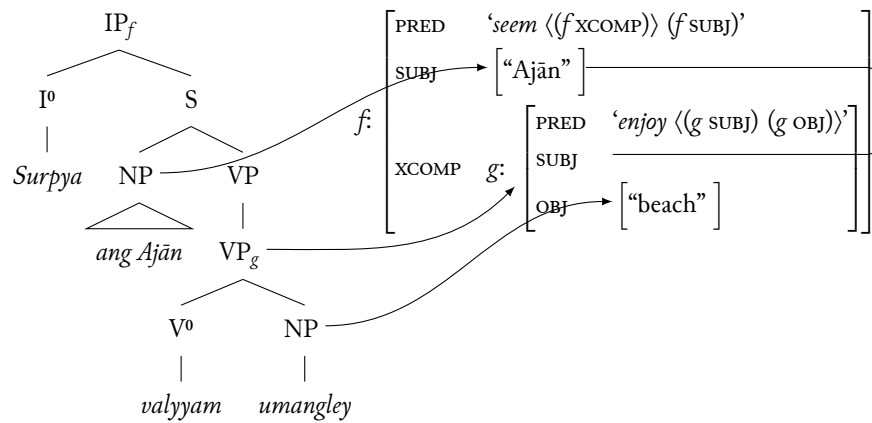 IPf
I⁰ S
Surpya NP VP
ang Ajān VPg
V⁰ NP
valyyam umangley
f:
PRED ‘seem ⟨(f XCOMP)⟩ (f SUBJ)’
SUBJ [“Ajān”]
XCOMP g:
PRED ‘enjoy ⟨(g SUBJ) (g OBJ)⟩’
SUBJ
OBJ [“beach”]